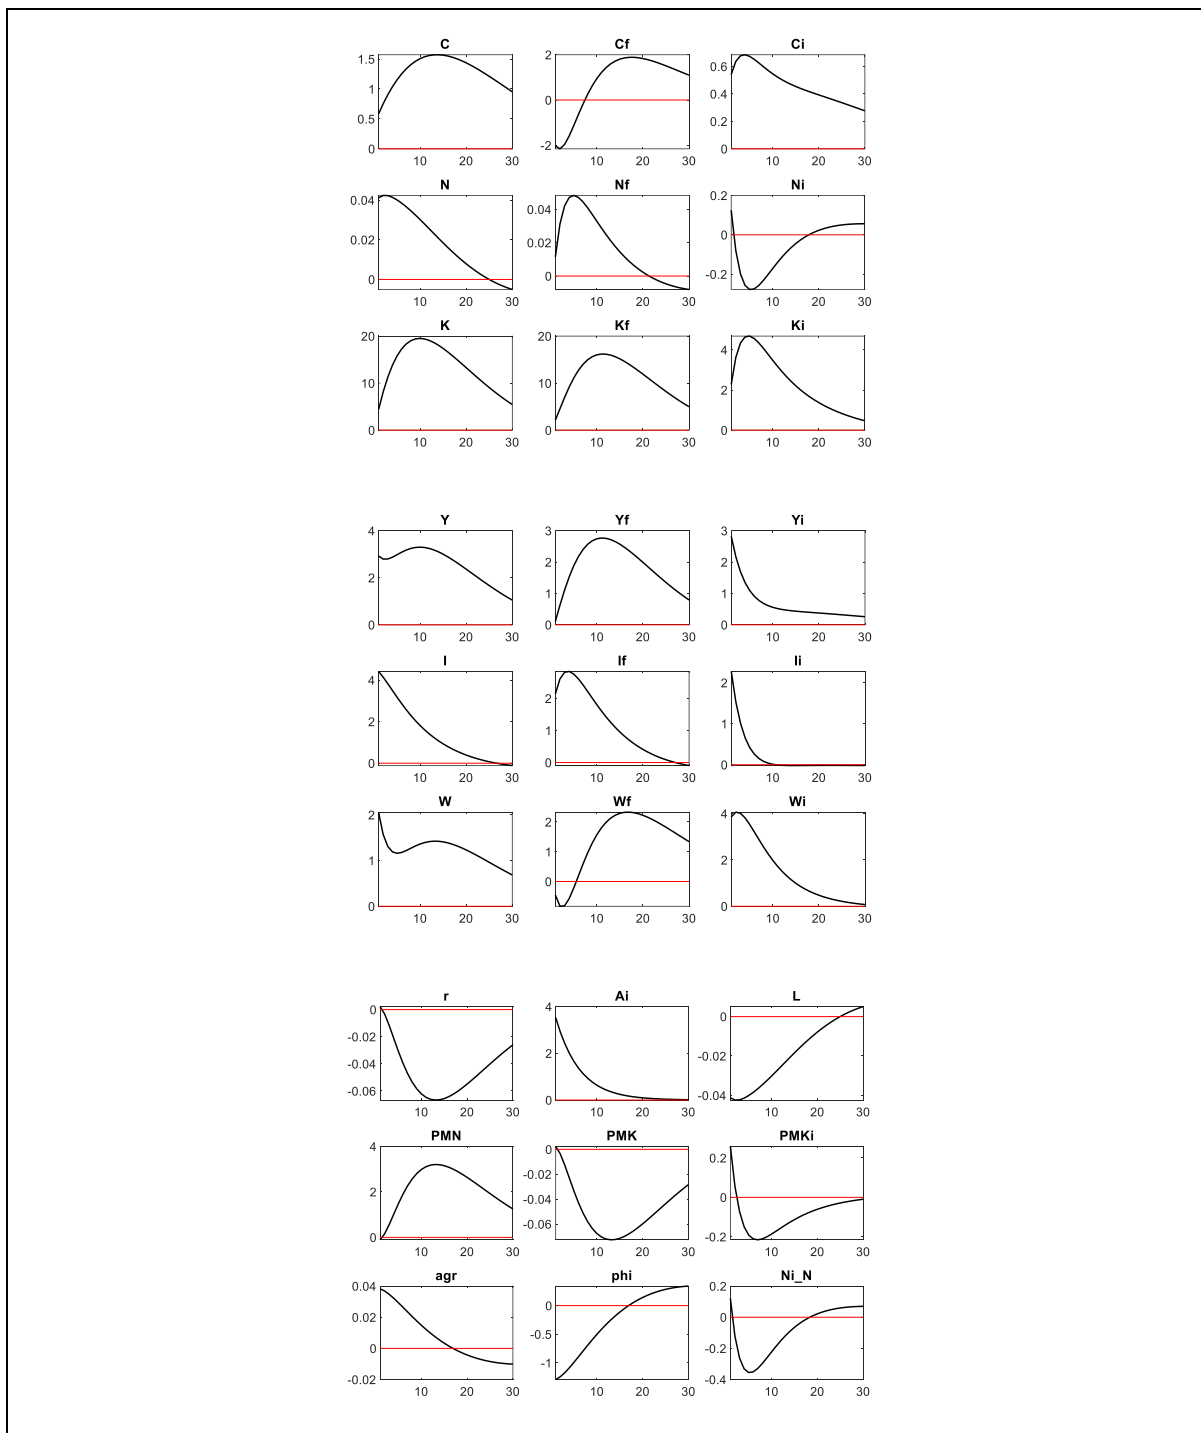 C Cf Ci
1.5 1 0.5 0 10 20 30
2 0 -2 10 20 30
0.6 0.4 0.2 0 10 20 30
N Nf Ni
0.04 0.02 0 10 20 30
0.04 0.02 0 10 20 30
0.2 0 -0.2 10 20 30
K Kf Ki
20 10 0 10 20 30
20 10 0 10 20 30
4 2 0 10 20 30
Y Yf Yi
4 2 0 10 20 30
3 2 1 0 10 20 30
3 2 1 0 10 20 30
I If Ii
4 2 0 10 20 30
2 1 0 10 20 30
2 1 0 10 20 30
W Wf Wi
2 1 0 10 20 30
2 1 0 10 20 30
4 2 0 10 20 30
r Ai L
0 -0.02 -0.04 -0.06 10 20 30
4 2 0 10 20 30
0 -0.02 -0.04 10 20 30
PMN PMK PMKi
4 2 0 10 20 30
0 -0.02 -0.04 -0.06 10 20 30
0.2 0 -0.2 10 20 30
agr phi Ni_N
0.04 0.02 0 -0.02 10 20 30
0 -0.5 -1 10 20 30
0.2 0 -0.2 -0.4 10 20 30